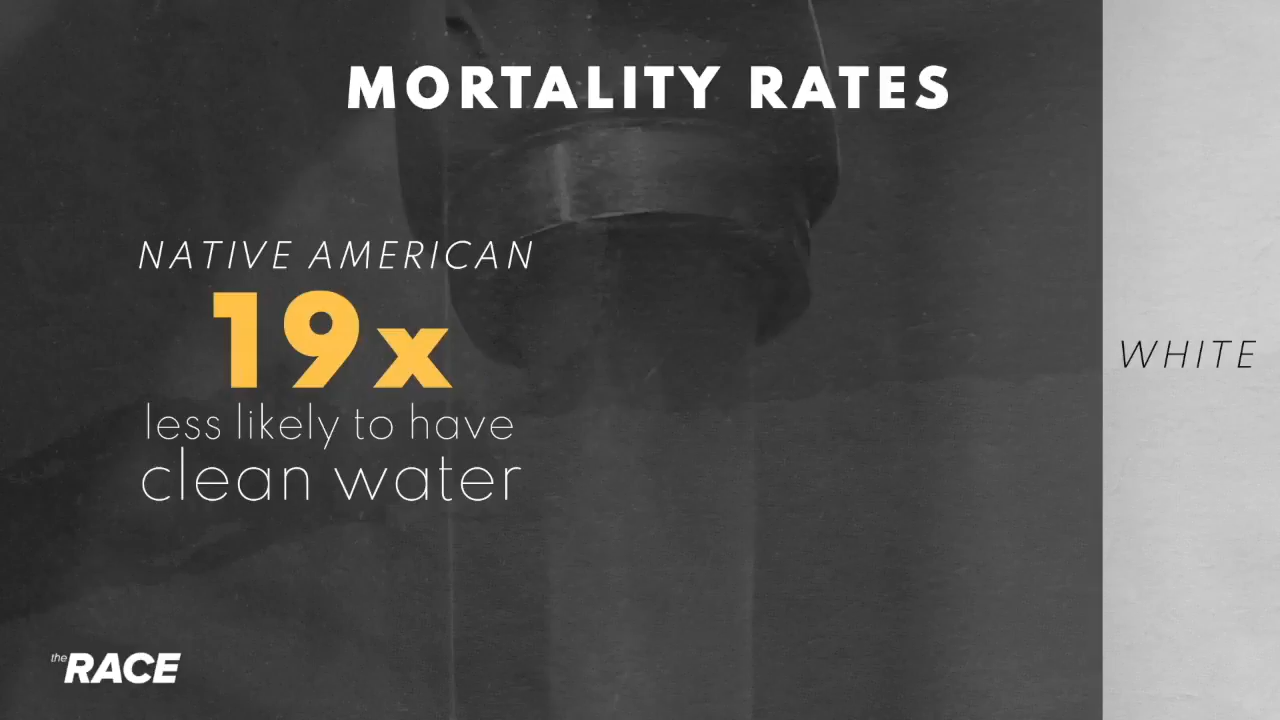 MORTALITY RATES
NATIVE AMERICAN
19x
less likely to have
clean water
WHITE
the RACE